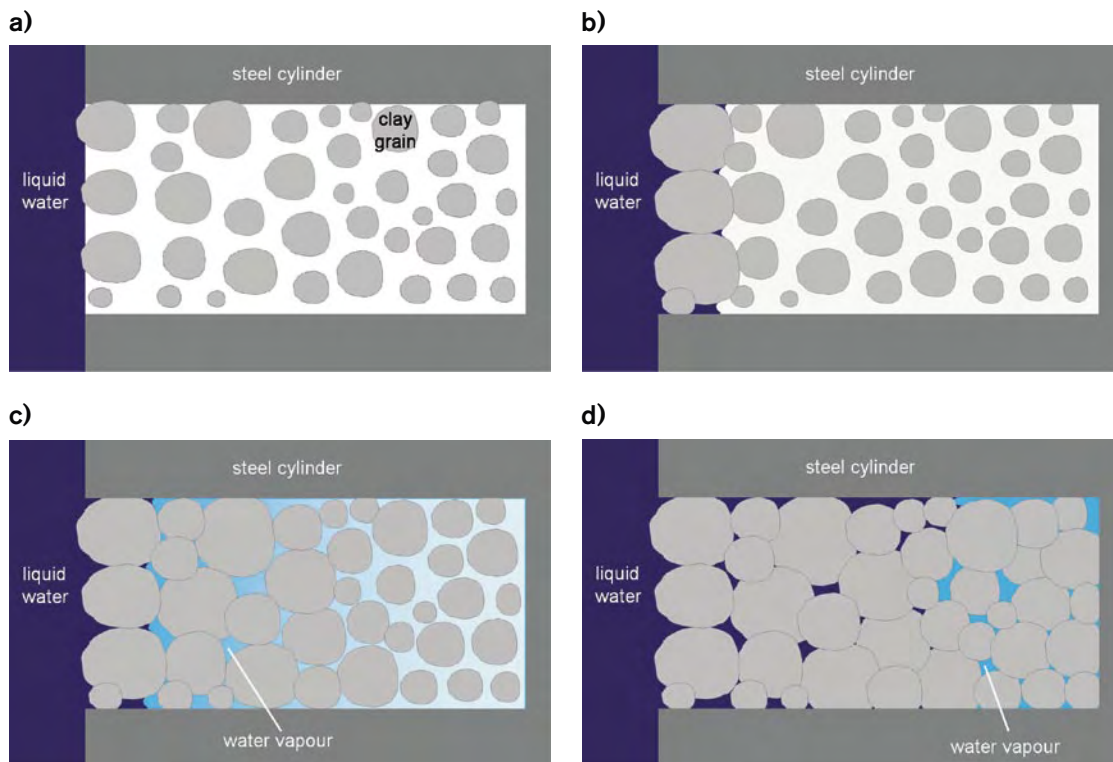 a)
steel cylinder
clay
grain
liquid
water
b)
steel cylinder
liquid
water
c)
steel cylinder
liquid
water
water vapour
d)
steel cylinder
liquid
water
water vapour